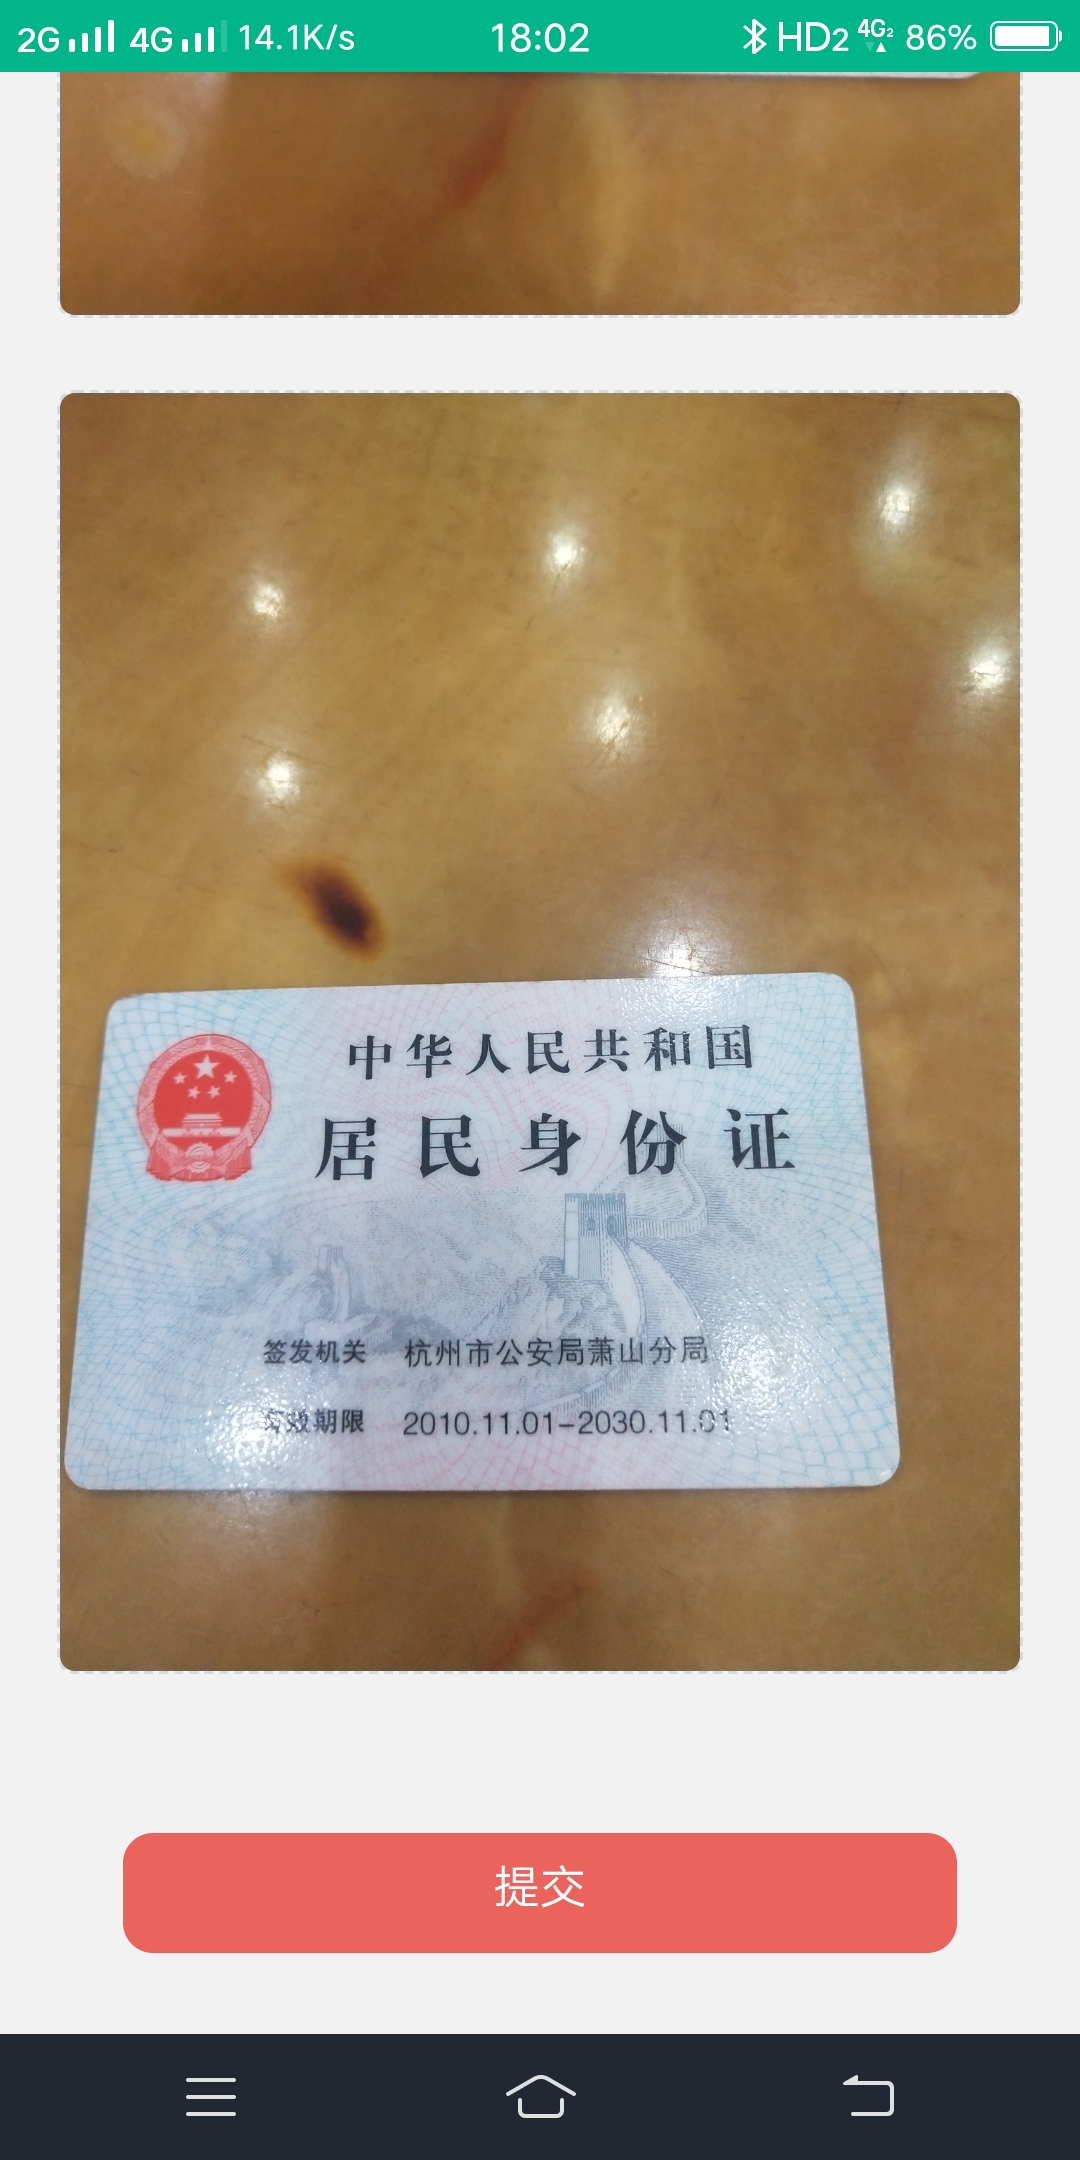 2G 4G 14.1K/s 18:02 HD2 4G2 86%
中华人民共和国
居民身份证
签发机关 杭州市公安局萧山分局
有效期限 2010.11.01-2030.11.01
提交